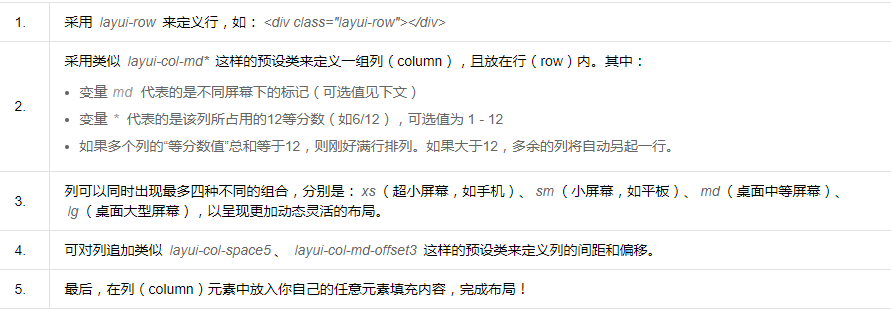 1. 采用 layui-row 来定义行，如：<div class="layui-row"></div>
2. 采用类似 layui-col-md* 这样的预设类来定义一组列（column），且放在行（row）内。其中：
• 变量 md 代表的是不同屏幕下的标记（可选值见下文）
• 变量 * 代表的是该列所占用的12等分数（如6/12），可选值为 1 - 12
• 如果多个列的“等分数值”总和等于12，则刚好满行排列。如果大于12，多余的列将自动另起一行。
3. 列可以同时出现最多四种不同的组合，分别是：xs（超小屏幕，如手机）、sm（小屏幕，如平板）、md（桌面中等屏幕）、
lg（桌面大型屏幕），以呈现更加动态灵活的布局。
4. 可对列追加类似 layui-col-space5、 layui-col-md-offset3 这样的预设类来定义列的间距和偏移。
5. 最后，在列（column）元素中放入你自己的任意元素填充内容，完成布局！